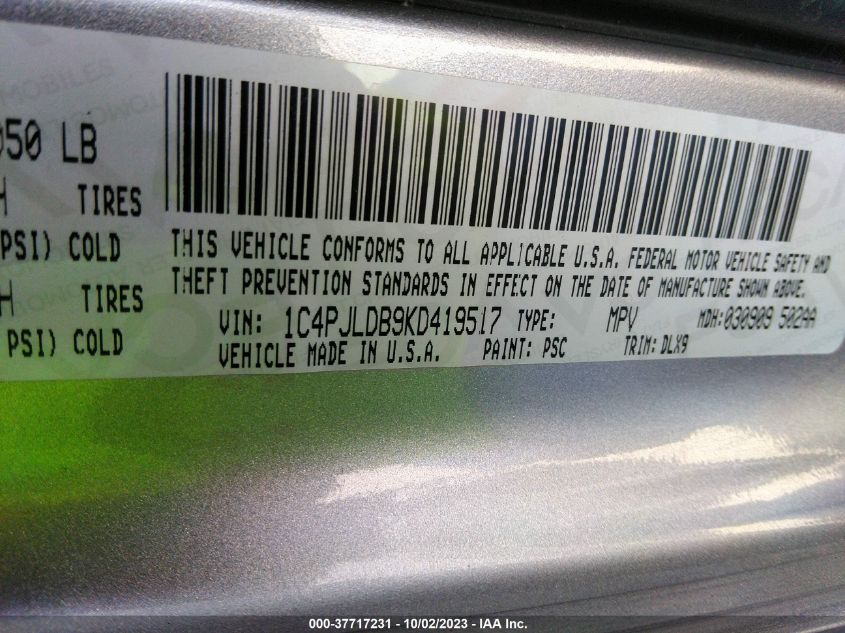 050 LB
H TIRES
PSI) COLD
H TIRES
PSI) COLD
THIS VEHICLE CONFORMS TO ALL APPLICABLE U.S.A. FEDERAL MOTOR VEHICLE SAFETY AND
THEFT PREVENTION STANDARDS IN EFFECT ON THE DATE OF MANUFACTURE SHOWN ABOVE.
VIN: 1C4PJLDB9KD419517 TYPE: MPV MDH: 030909 502AA
VEHICLE MADE IN U.S.A. PAINT: PSC TRIM: DLX9
000-37717231 - 10/02/2023 - IAA Inc.